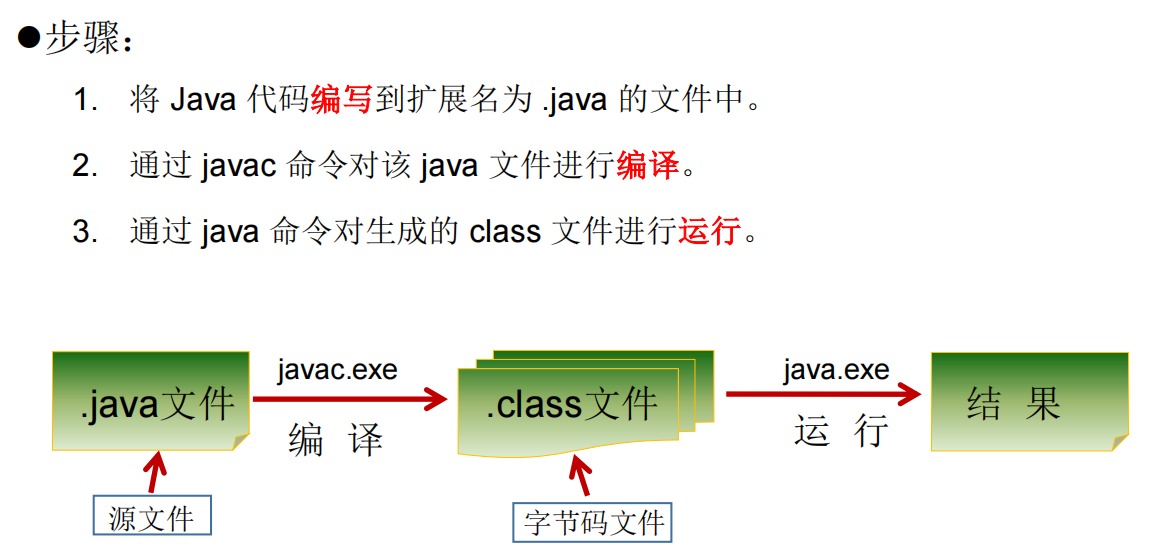 ●步骤：
1. 将 Java 代码编写到扩展名为 .java 的文件中。
2. 通过 javac 命令对该 java 文件进行编译。
3. 通过 java 命令对生成的 class 文件进行运行。
javac.exe
java.exe
.java文件
.class文件
结 果
编 译
运 行
源文件
字节码文件